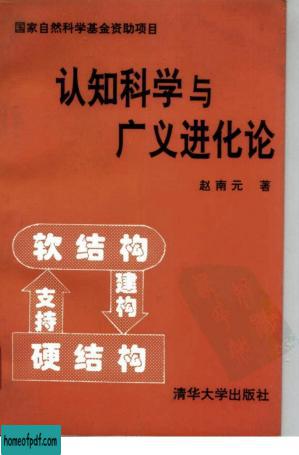 国家自然科学基金资助项目
认知科学与
广义进化论
赵南元 著
软结构
建构
支持
硬结构
清华大学出版社
homeofpdf.com